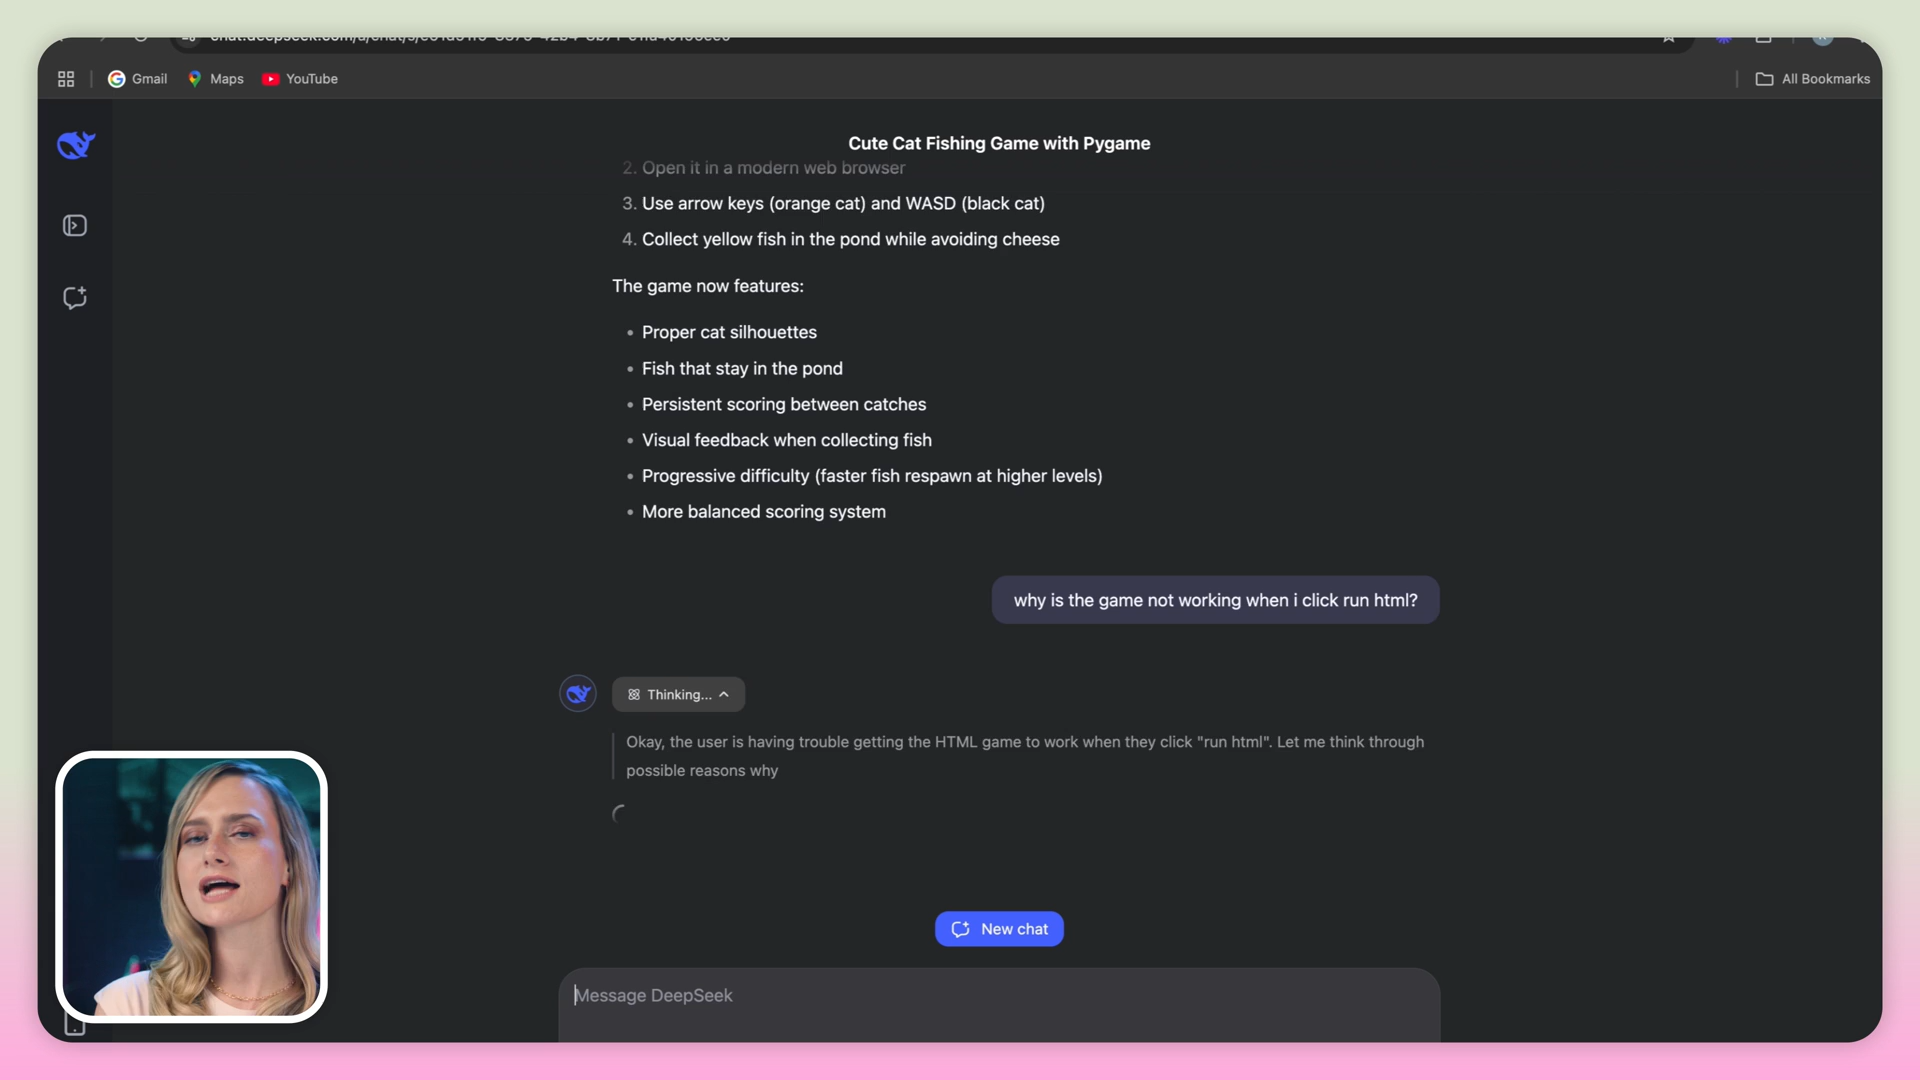 Gmail
Maps
YouTube
All Bookmarks
Cute Cat Fishing Game with Pygame
2. Open it in a modern web browser
3. Use arrow keys (orange cat) and WASD (black cat)
4. Collect yellow fish in the pond while avoiding cheese
The game now features:
• Proper cat silhouettes
• Fish that stay in the pond
• Persistent scoring between catches
• Visual feedback when collecting fish
• Progressive difficulty (faster fish respawn at higher levels)
• More balanced scoring system
why is the game not working when i click run html?
Thinking...
Okay, the user is having trouble getting the HTML game to work when they click "run html". Let me think through
possible reasons why
New chat
Message DeepSeek